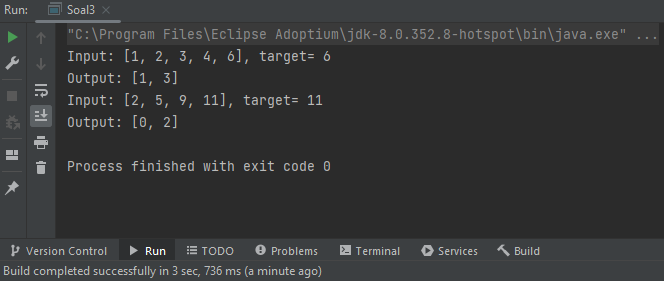 Run: Soal3
"C:\Program Files\Eclipse Adoptium\jdk-8.0.352.8-hotspot\bin\java.exe" ...
Input: [1, 2, 3, 4, 6], target= 6
Output: [1, 3]
Input: [2, 5, 9, 11], target= 11
Output: [0, 2]
Process finished with exit code 0
Version Control Run TODO Problems Terminal Services Build
Build completed successfully in 3 sec, 736 ms (a minute ago)